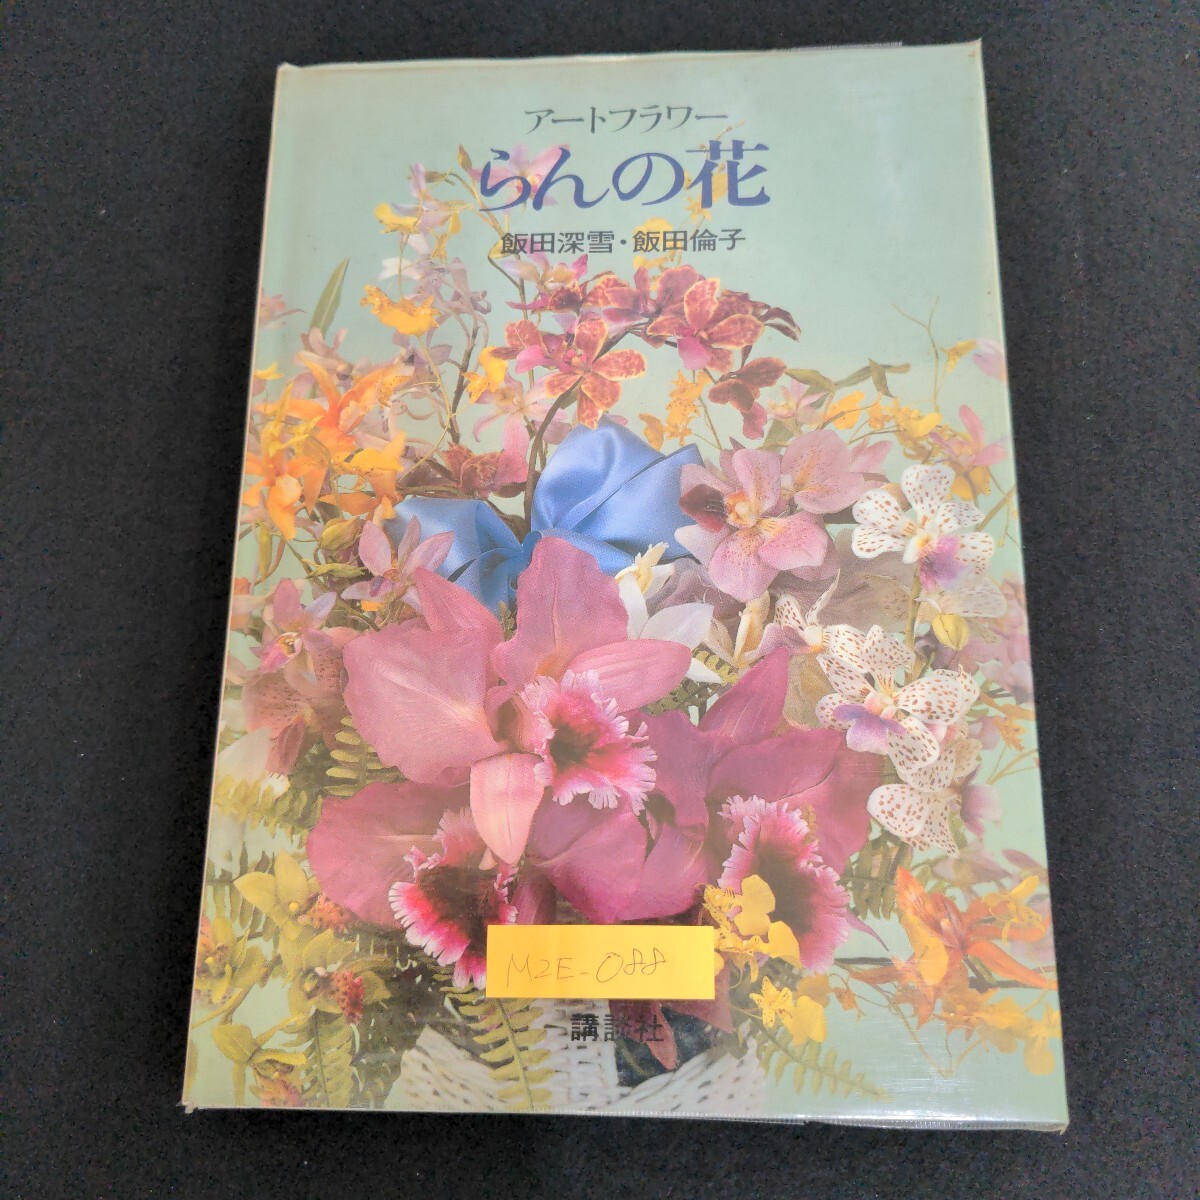 アートフラワー
らんの花
飯田深雪・飯田倫子
M2E-088
講談社